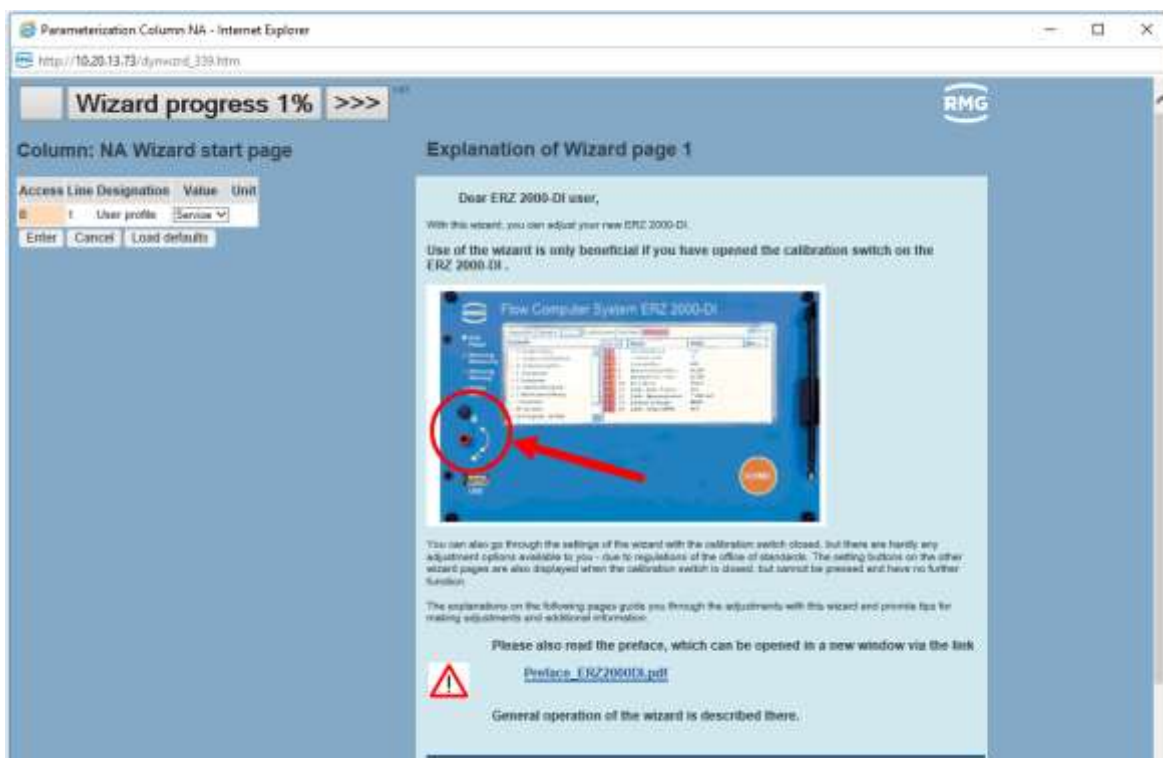 Parameterization Column NA - Internet Explorer
http://10.20.13.73/dynwzrd_339.htm
Wizard progress 1% >>>
RMG
Column: NA Wizard start page
Explanation of Wizard page 1
Access Line Designation Value Unit
1 User profile Service
Enter Cancel Load defaults
Dear ERZ 2000-DI user,
With this wizard, you can adjust your new ERZ 2000-DI.
Use of the wizard is only beneficial if you have opened the calibration switch on the
ERZ 2000-DI .
RMG
Flow Computer System ERZ 2000-DI
You can also go through the settings of the wizard with the calibration switch closed, but there are hardly any
adjustment options available to you - due to regulations of the office of standards. The setting buttons on the other
wizard pages are also displayed when the calibration switch is closed, but cannot be pressed and have no further
function.
The explanations on the following pages guide you through the adjustments with this wizard and provide tips for
making adjustments and additional information.
Please also read the preface, which can be opened in a new window via the link
Preface_ERZ2000DI.pdf
General operation of the wizard is described there.